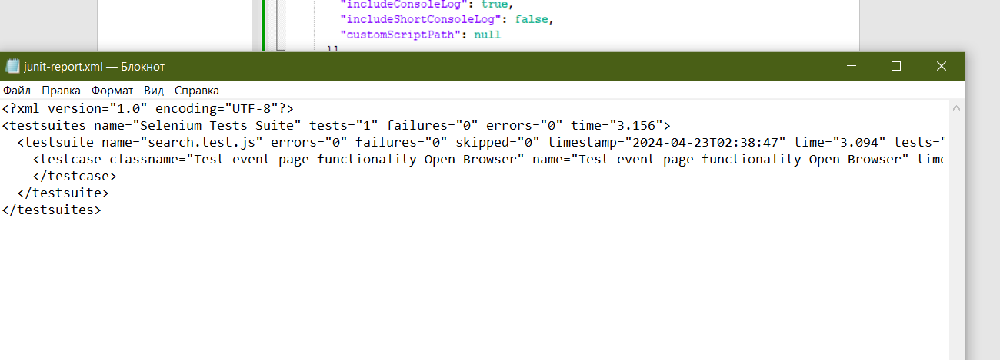 "includeConsoleLog": true,
"includeShortConsoleLog": false,
"customScriptPath": null
}]
junit-report.xml — Блокнот
Файл Правка Формат Вид Справка
<?xml version="1.0" encoding="UTF-8"?>
<testsuites name="Selenium Tests Suite" tests="1" failures="0" errors="0" time="3.156">
<testsuite name="search.test.js" errors="0" failures="0" skipped="0" timestamp="2024-04-23T02:38:47" time="3.094" tests="
<testcase classname="Test event page functionality-Open Browser" name="Test event page functionality-Open Browser" time
</testcase>
</testsuite>
</testsuites>